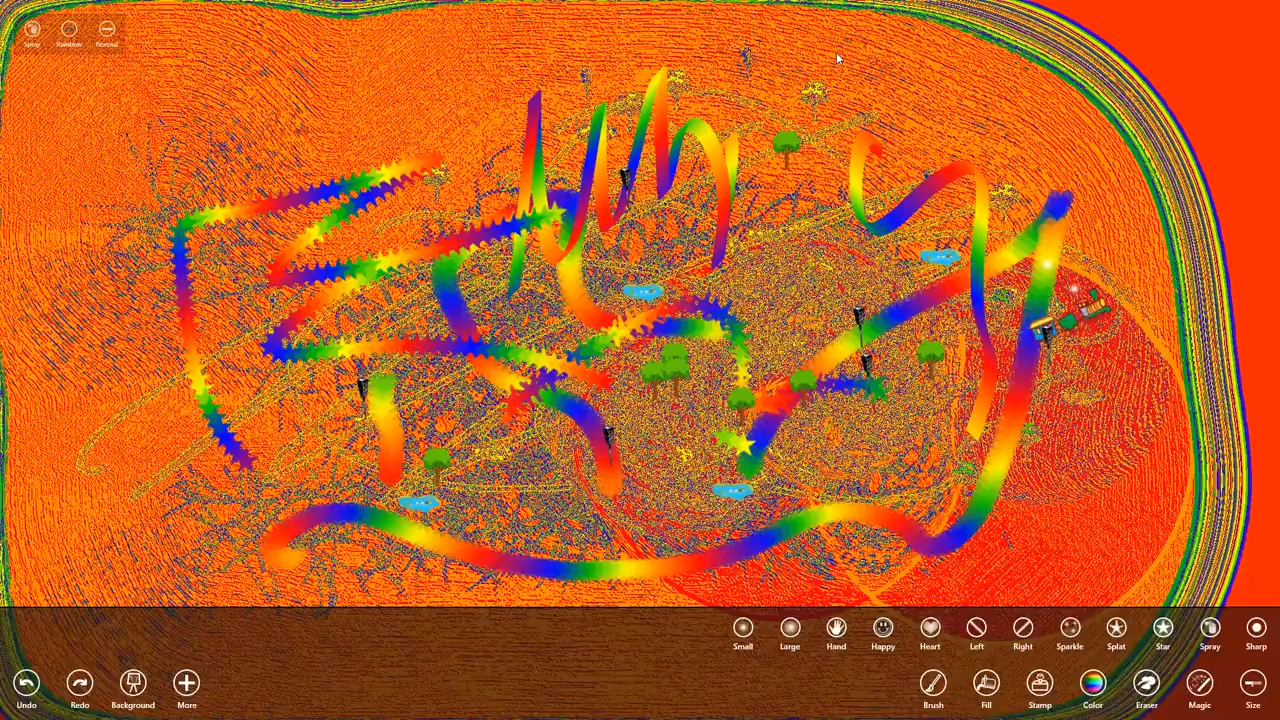 Spray Rainbow Normal
Small Large Hand Happy Heart Left Right Sparkle Splat Star Spray Sharp
Undo Redo Background More Brush Fill Stamp Color Eraser Magic Size